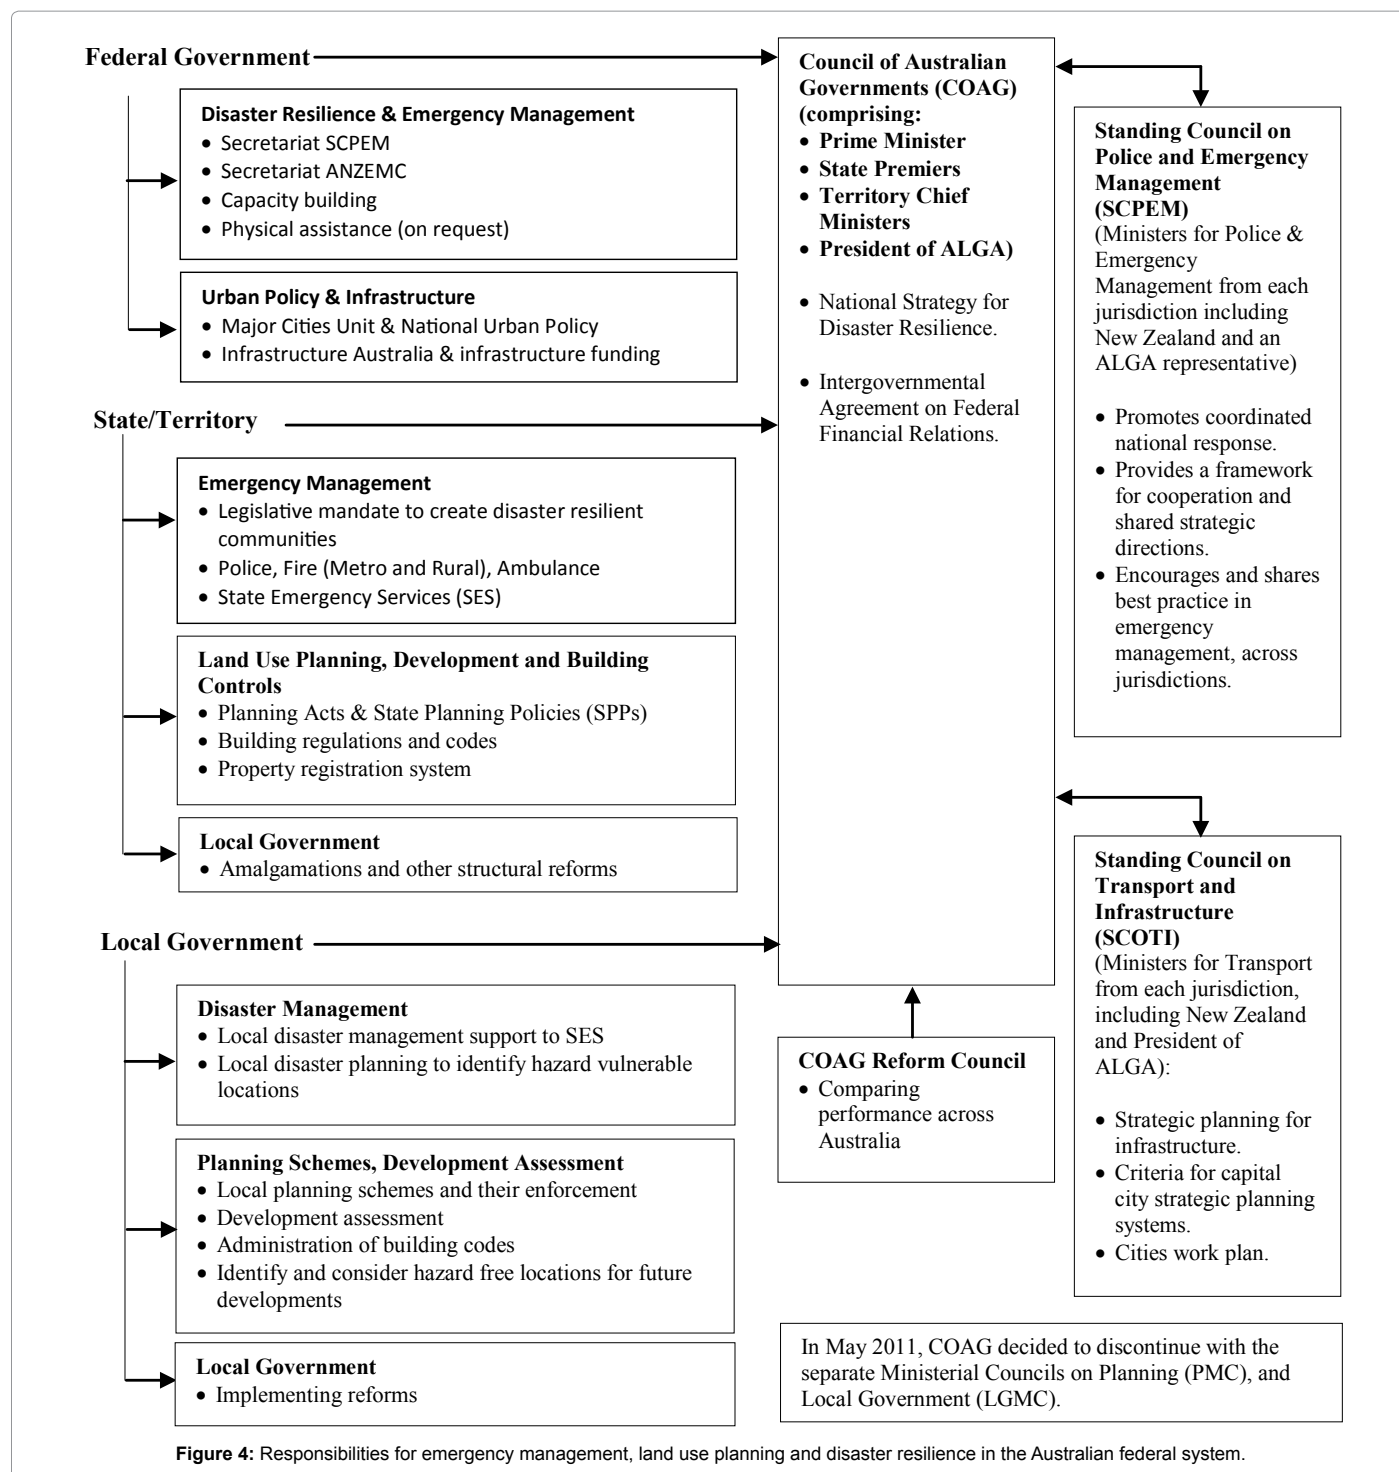 Federal Government
Disaster Resilience & Emergency Management
• Secretariat SCPEM
• Secretariat ANZEMC
• Capacity building
• Physical assistance (on request)
Urban Policy & Infrastructure
• Major Cities Unit & National Urban Policy
• Infrastructure Australia & infrastructure funding
State/Territory
Emergency Management
• Legislative mandate to create disaster resilient
communities
• Police, Fire (Metro and Rural), Ambulance
• State Emergency Services (SES)
Land Use Planning, Development and Building
Controls
• Planning Acts & State Planning Policies (SPPs)
• Building regulations and codes
• Property registration system
Local Government
• Amalgamations and other structural reforms
Local Government
Disaster Management
• Local disaster management support to SES
• Local disaster planning to identify hazard vulnerable
locations
Planning Schemes, Development Assessment
• Local planning schemes and their enforcement
• Development assessment
• Administration of building codes
• Identify and consider hazard free locations for future
developments
Local Government
• Implementing reforms
Council of Australian
Governments (COAG)
(comprising:
• Prime Minister
• State Premiers
• Territory Chief
Ministers
• President of ALGA)
• National Strategy for
Disaster Resilience.
• Intergovernmental
Agreement on Federal
Financial Relations.
COAG Reform Council
• Comparing
performance across
Australia
Standing Council on
Police and Emergency
Management
(SCPEM)
(Ministers for Police &
Emergency
Management from each
jurisdiction including
New Zealand and an
ALGA representative)
• Promotes coordinated
national response.
• Provides a framework
for cooperation and
shared strategic
directions.
• Encourages and shares
best practice in
emergency
management, across
jurisdictions.
Standing Council on
Transport and
Infrastructure
(SCOTI)
(Ministers for Transport
from each jurisdiction,
including New Zealand
and President of
ALGA):
• Strategic planning for
infrastructure.
• Criteria for capital
city strategic planning
systems.
• Cities work plan.
In May 2011, COAG decided to discontinue with the
separate Ministerial Councils on Planning (PMC), and
Local Government (LGMC).
Figure 4: Responsibilities for emergency management, land use planning and disaster resilience in the Australian federal system.